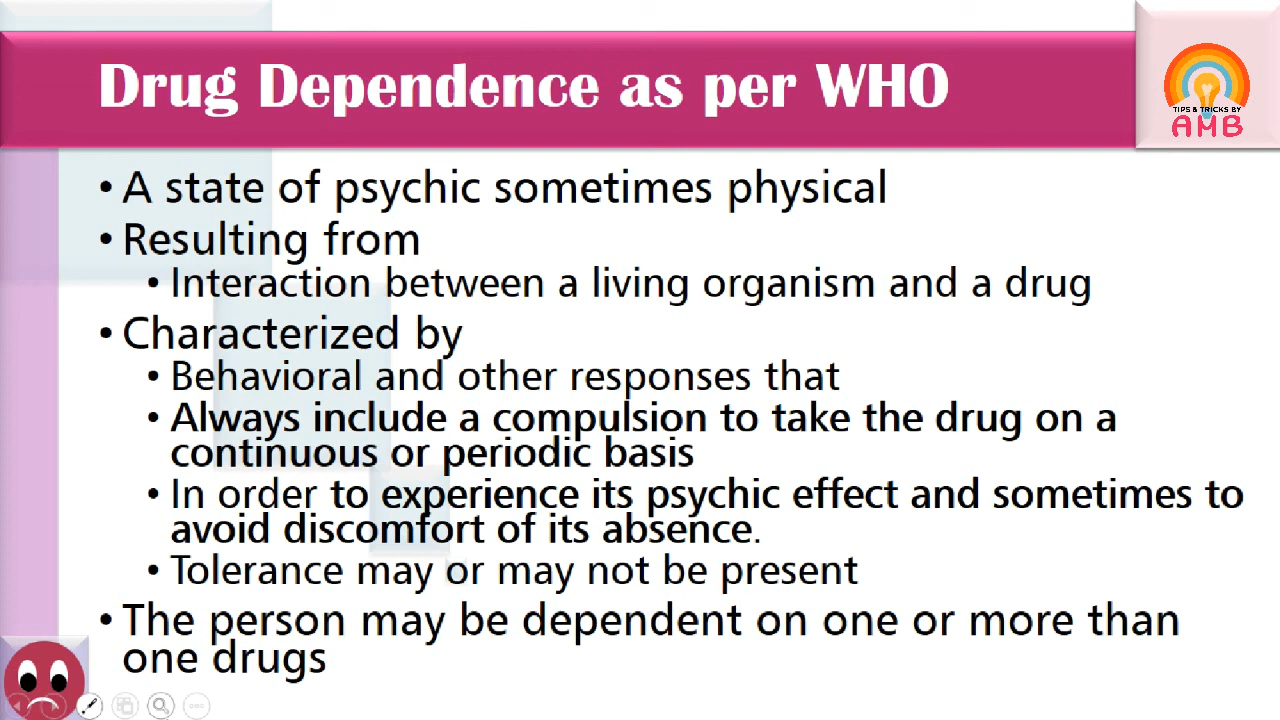 Drug Dependence as per WHO
TIPS & TRICKS BY
AMB
• A state of psychic sometimes physical
• Resulting from
• Interaction between a living organism and a drug
• Characterized by
• Behavioral and other responses that
• Always include a compulsion to take the drug on a
continuous or periodic basis
• In order to experience its psychic effect and sometimes to
avoid discomfort of its absence.
• Tolerance may or may not be present
• The person may be dependent on one or more than
one drugs